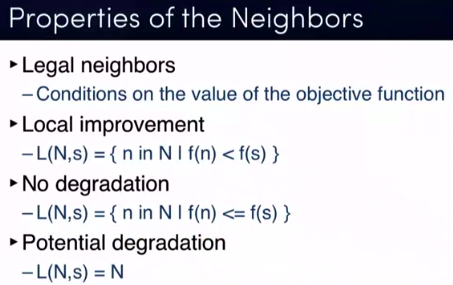 Properties of the Neighbors
▸ Legal neighbors
– Conditions on the value of the objective function
▸ Local improvement
– L(N,s) = { n in N | f(n) < f(s) }
▸ No degradation
– L(N,s) = { n in N | f(n) <= f(s) }
▸ Potential degradation
– L(N,s) = N